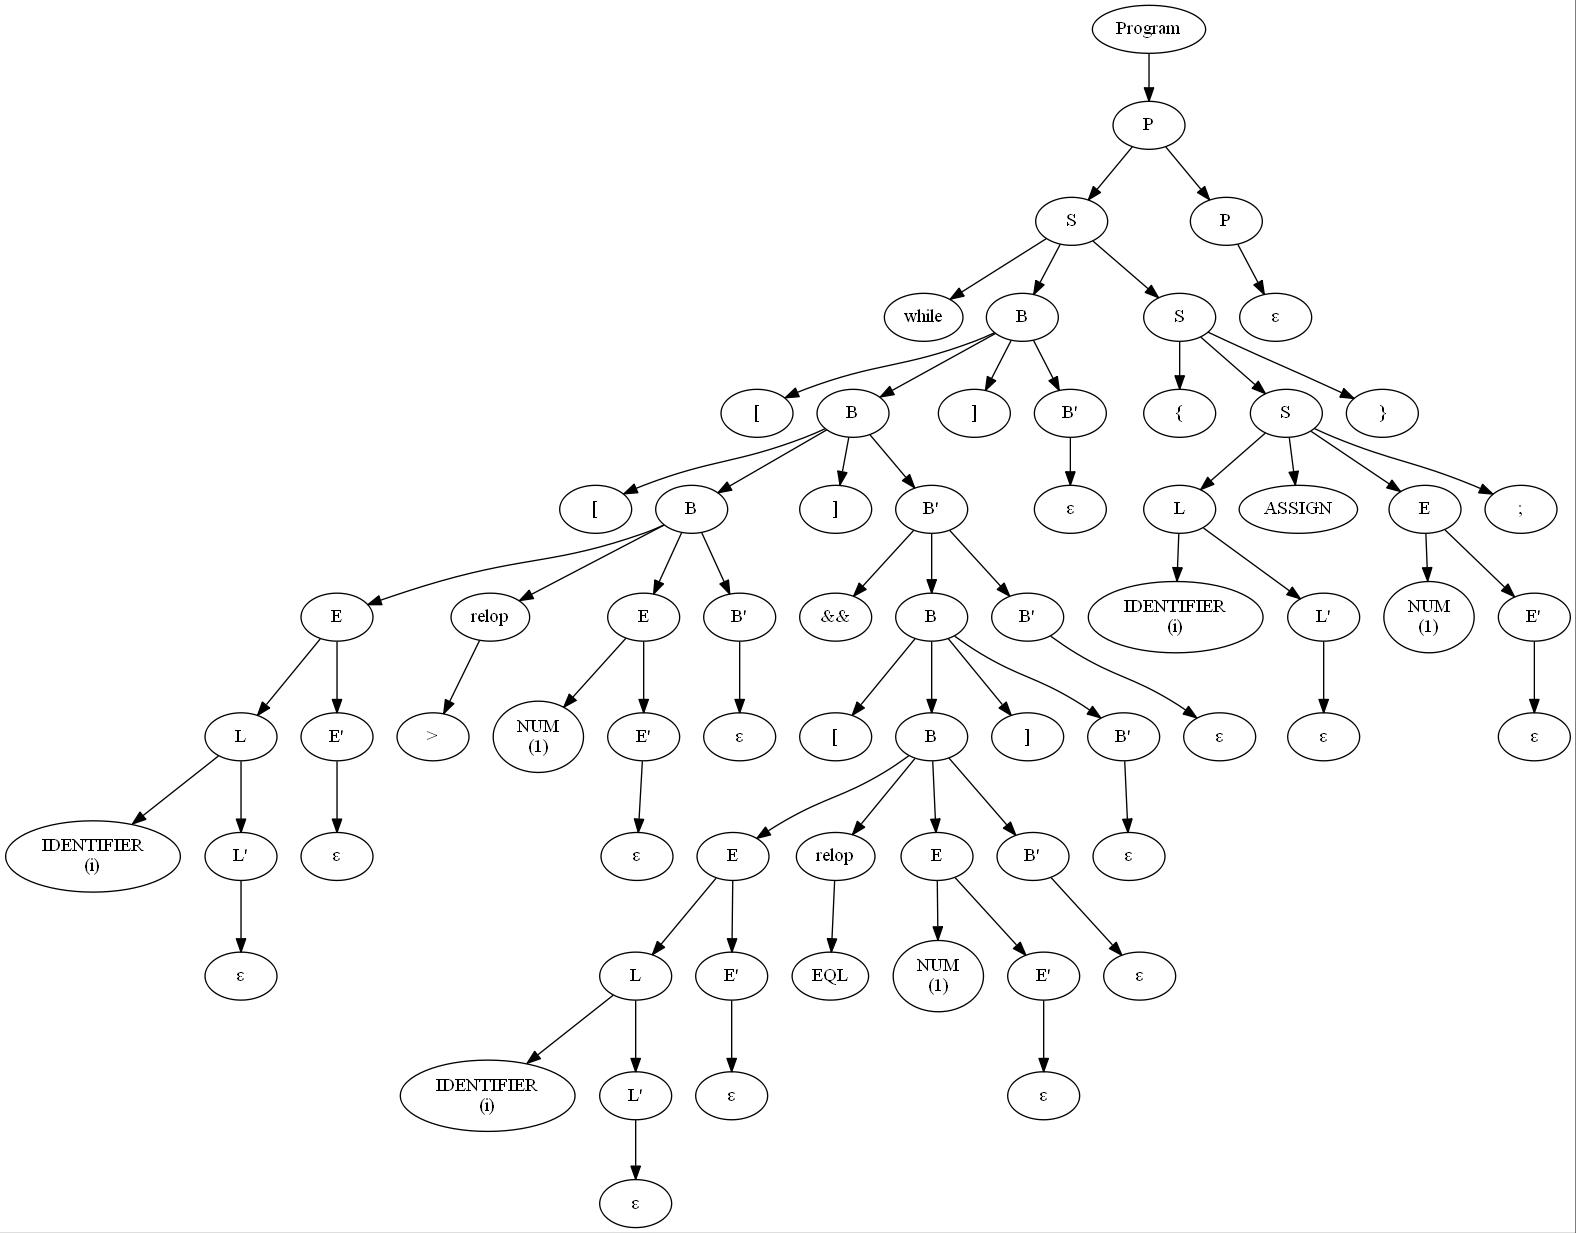 Program
P
S
P
while
B
S
ε
[
B
]
B'
{
S
}
[
B
]
B'
ε
L
ASSIGN
E
;
E
relop
E
B'
&&
B
B'
IDENTIFIER
(i)
L'
NUM
(1)
E'
L
E'
>
NUM
(1)
E'
ε
[
B
]
B'
ε
ε
ε
IDENTIFIER
(i)
L'
ε
ε
E
relop
E
B'
ε
ε
L
E'
EQL
NUM
(1)
E'
ε
IDENTIFIER
(i)
L'
ε
ε
ε